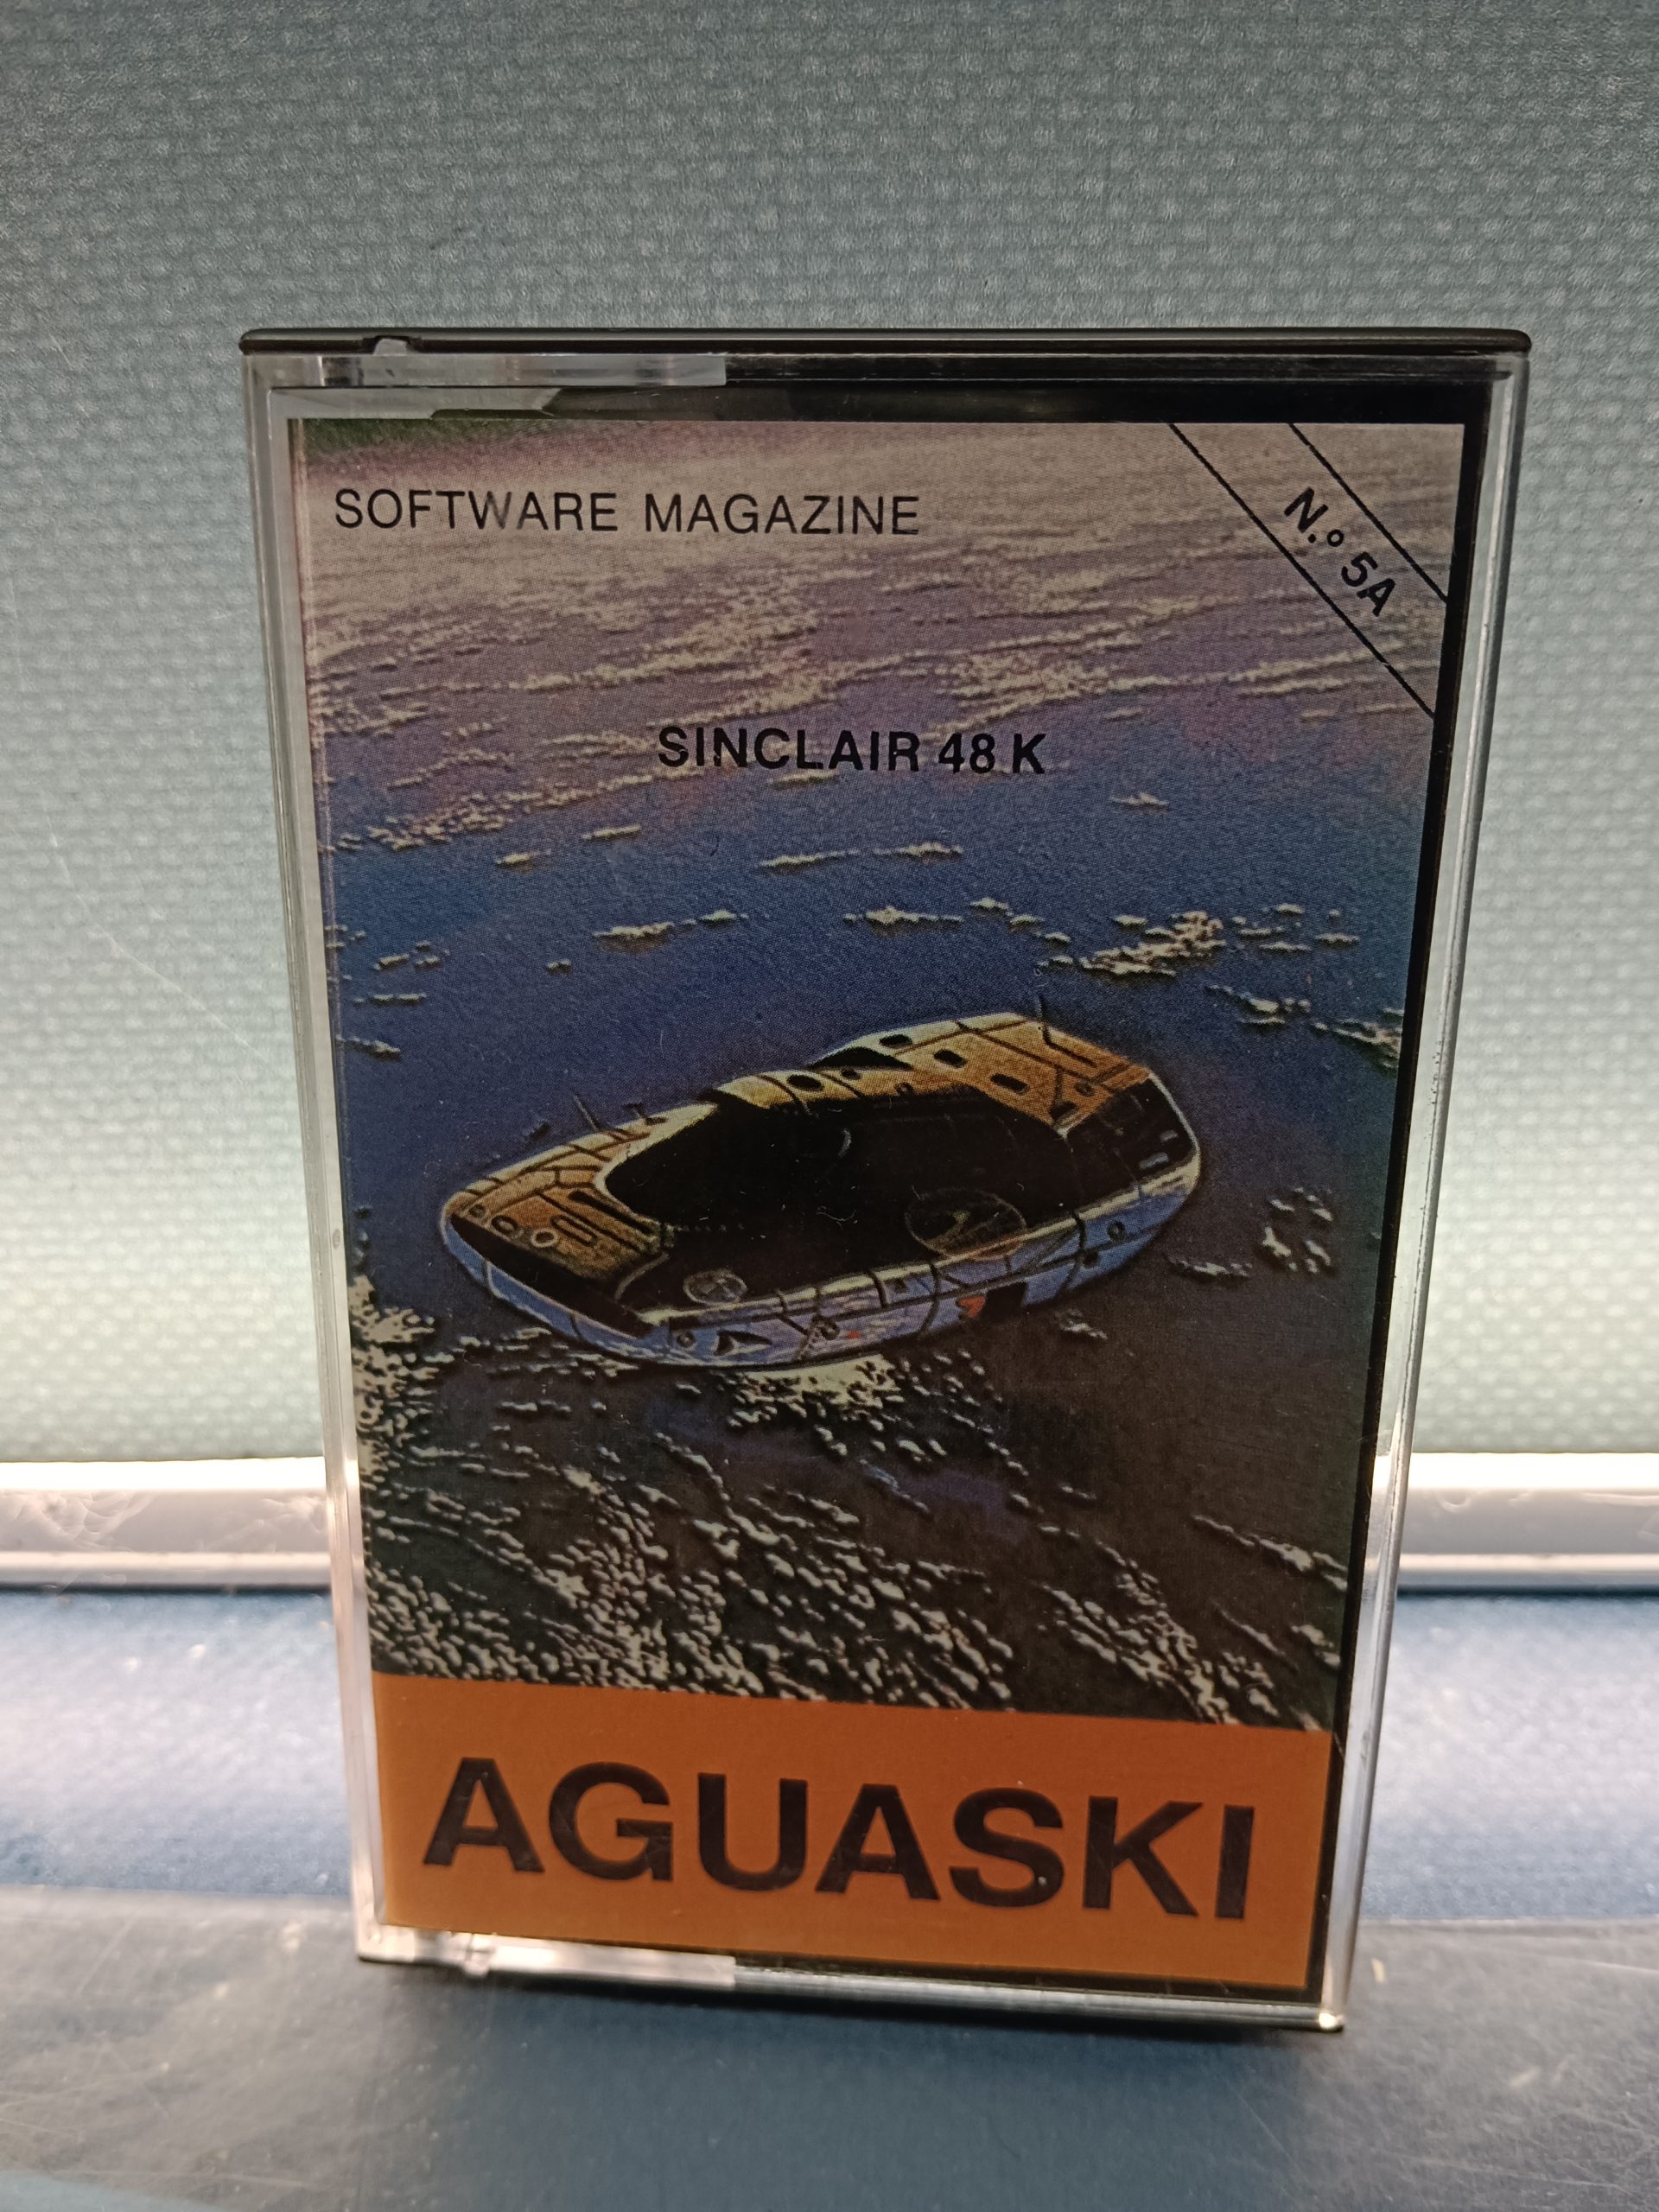 SOFTWARE MAGAZINE
N.º 5A
SINCLAIR 48 K
AGUASKI